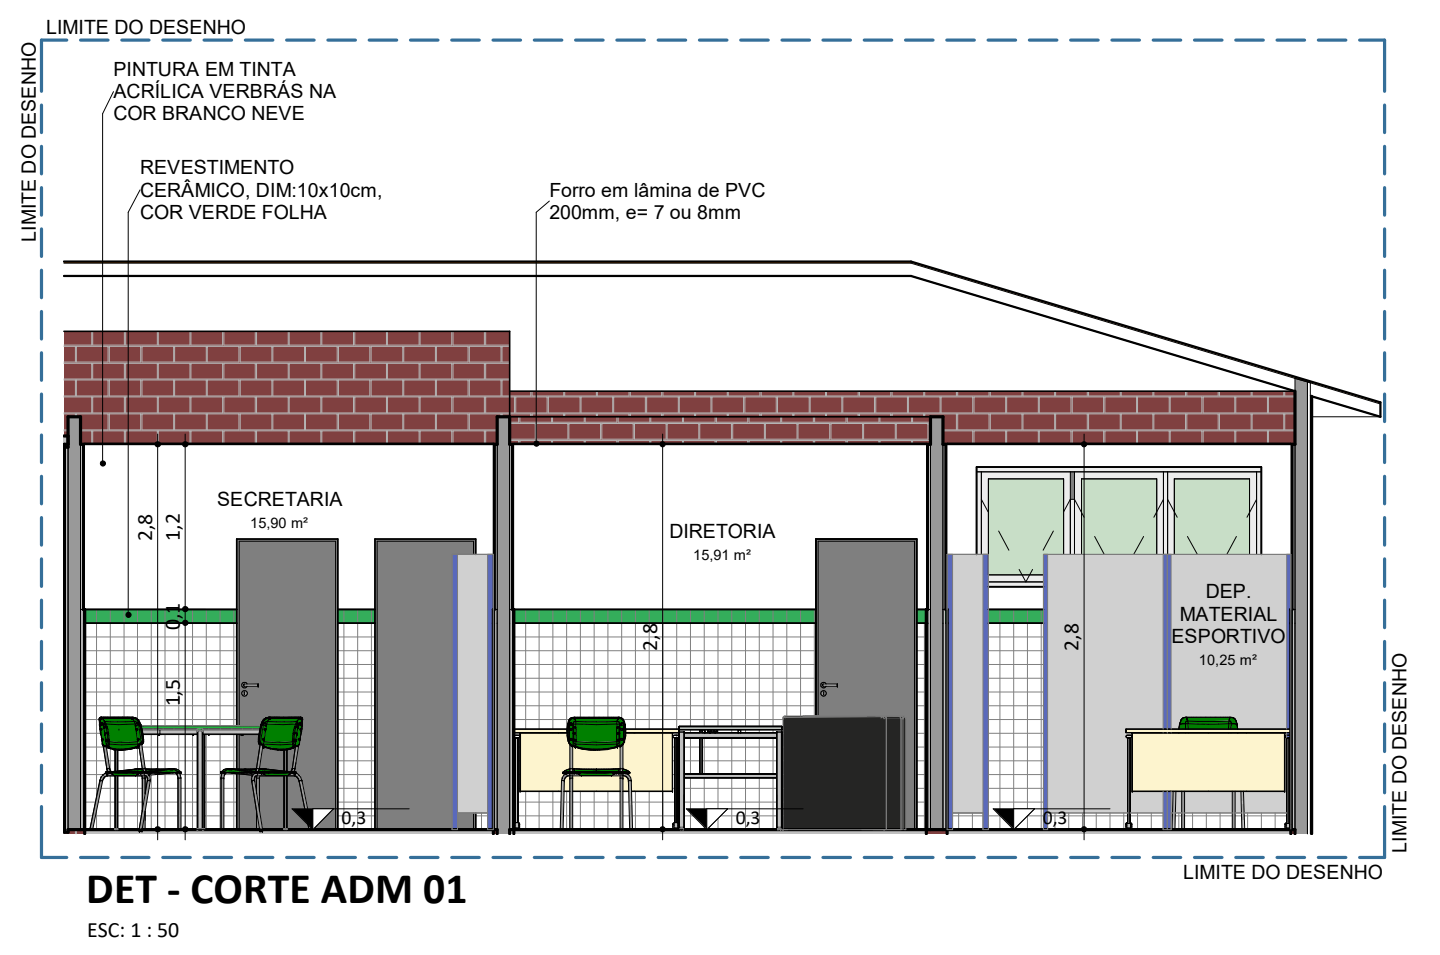 LIMITE DO DESENHO
LIMITE DO DESENHO
PINTURA EM TINTA
ACRÍLICA VERBRÁS NA
COR BRANCO NEVE
REVESTIMENTO
CERÂMICO, DIM:10x10cm,
COR VERDE FOLHA
Forro em lâmina de PVC
200mm, e= 7 ou 8mm
SECRETARIA
15,90 m²
2,8
1,2
0,1
1,5
0,3
DIRETORIA
15,91 m²
2,8
0,3
2,8
0,3
DEP.
MATERIAL
ESPORTIVO
10,25 m²
LIMITE DO DESENHO
LIMITE DO DESENHO
DET - CORTE ADM 01
ESC: 1 : 50